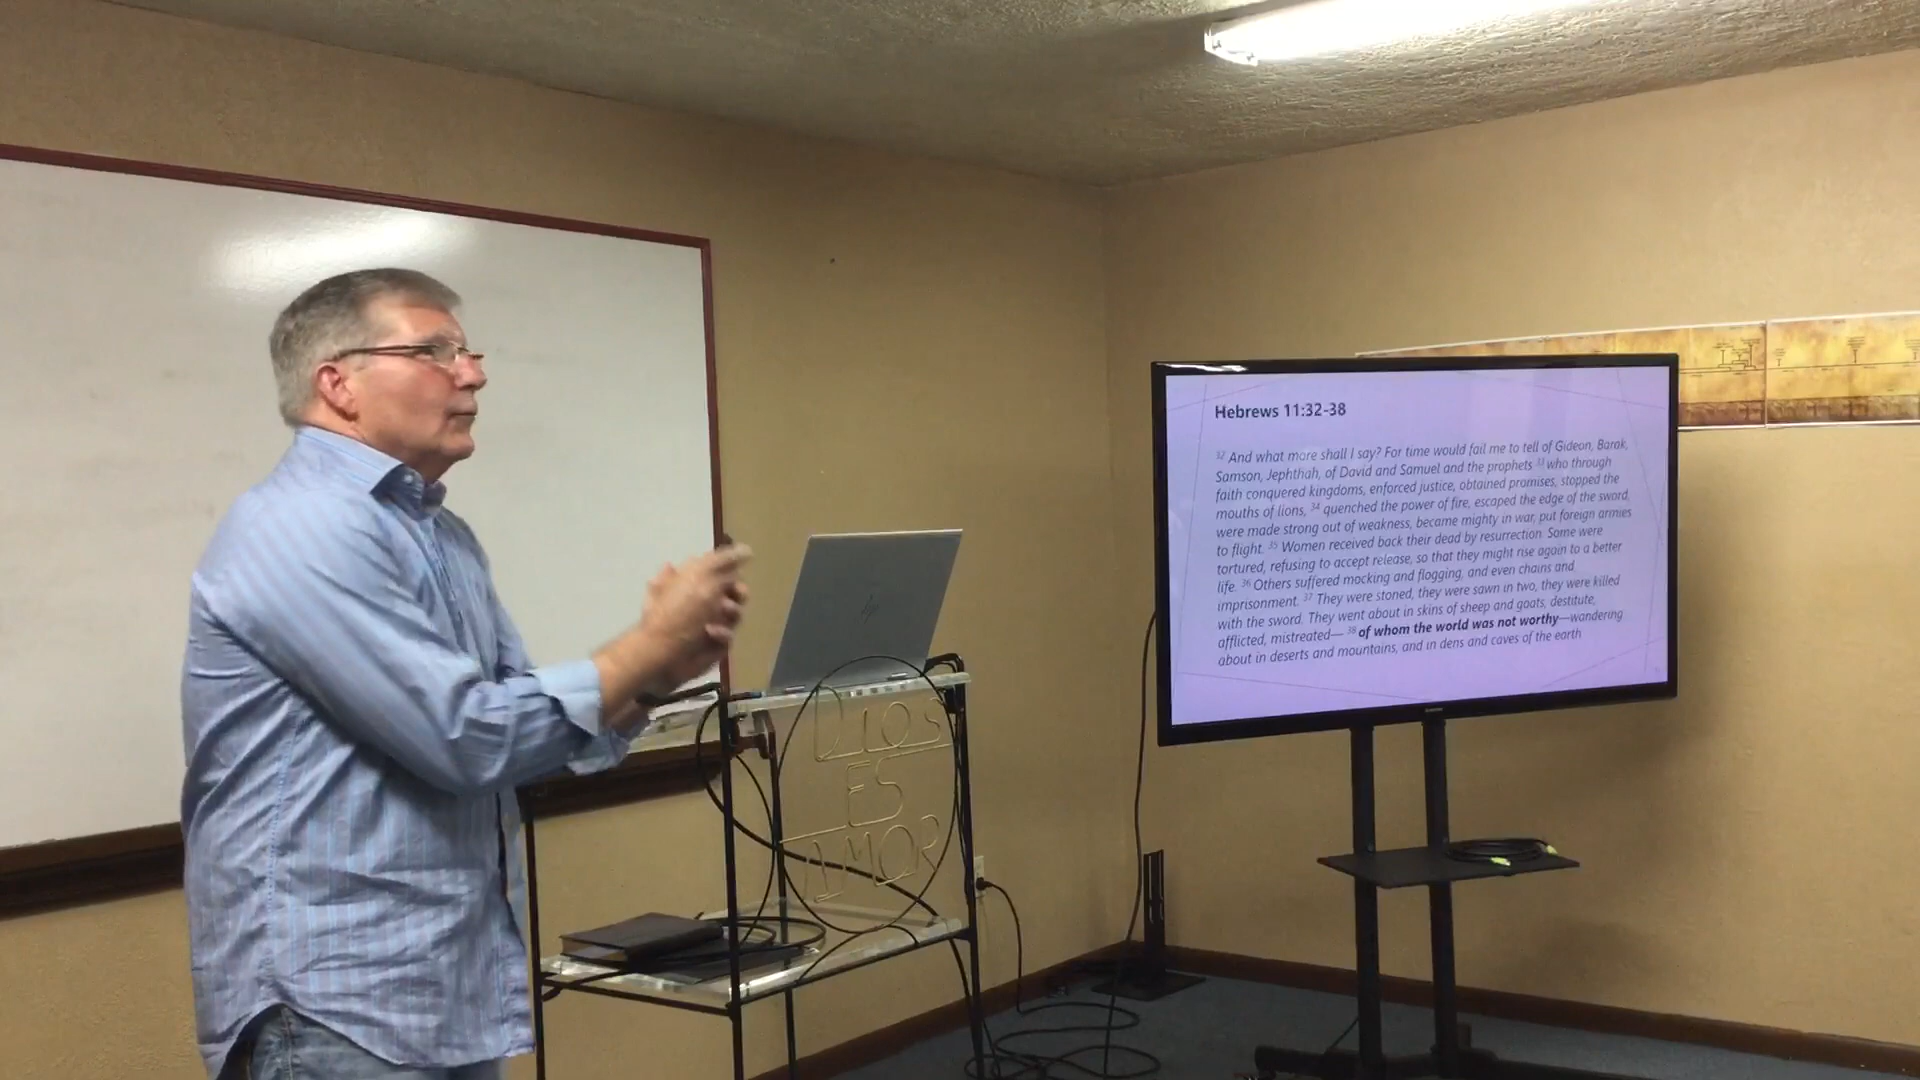 Hebrews 11:32-38
32 And what more shall I say? For time would fail me to tell of Gideon, Barak,
Samson, Jephthah, of David and Samuel and the prophets 33 who through
faith conquered kingdoms, enforced justice, obtained promises, stopped the
mouths of lions, 34 quenched the power of fire, escaped the edge of the sword,
were made strong out of weakness, became mighty in war, put foreign armies
to flight. 35 Women received back their dead by resurrection. Some were
tortured, refusing to accept release, so that they might rise again to a better
life. 36 Others suffered mocking and flogging, and even chains and
imprisonment. 37 They were stoned, they were sawn in two, they were killed
with the sword. They went about in skins of sheep and goats, destitute,
afflicted, mistreated— 38 of whom the world was not worthy—wandering
about in deserts and mountains, and in dens and caves of the earth
hp
DIOS
ES
AMOR